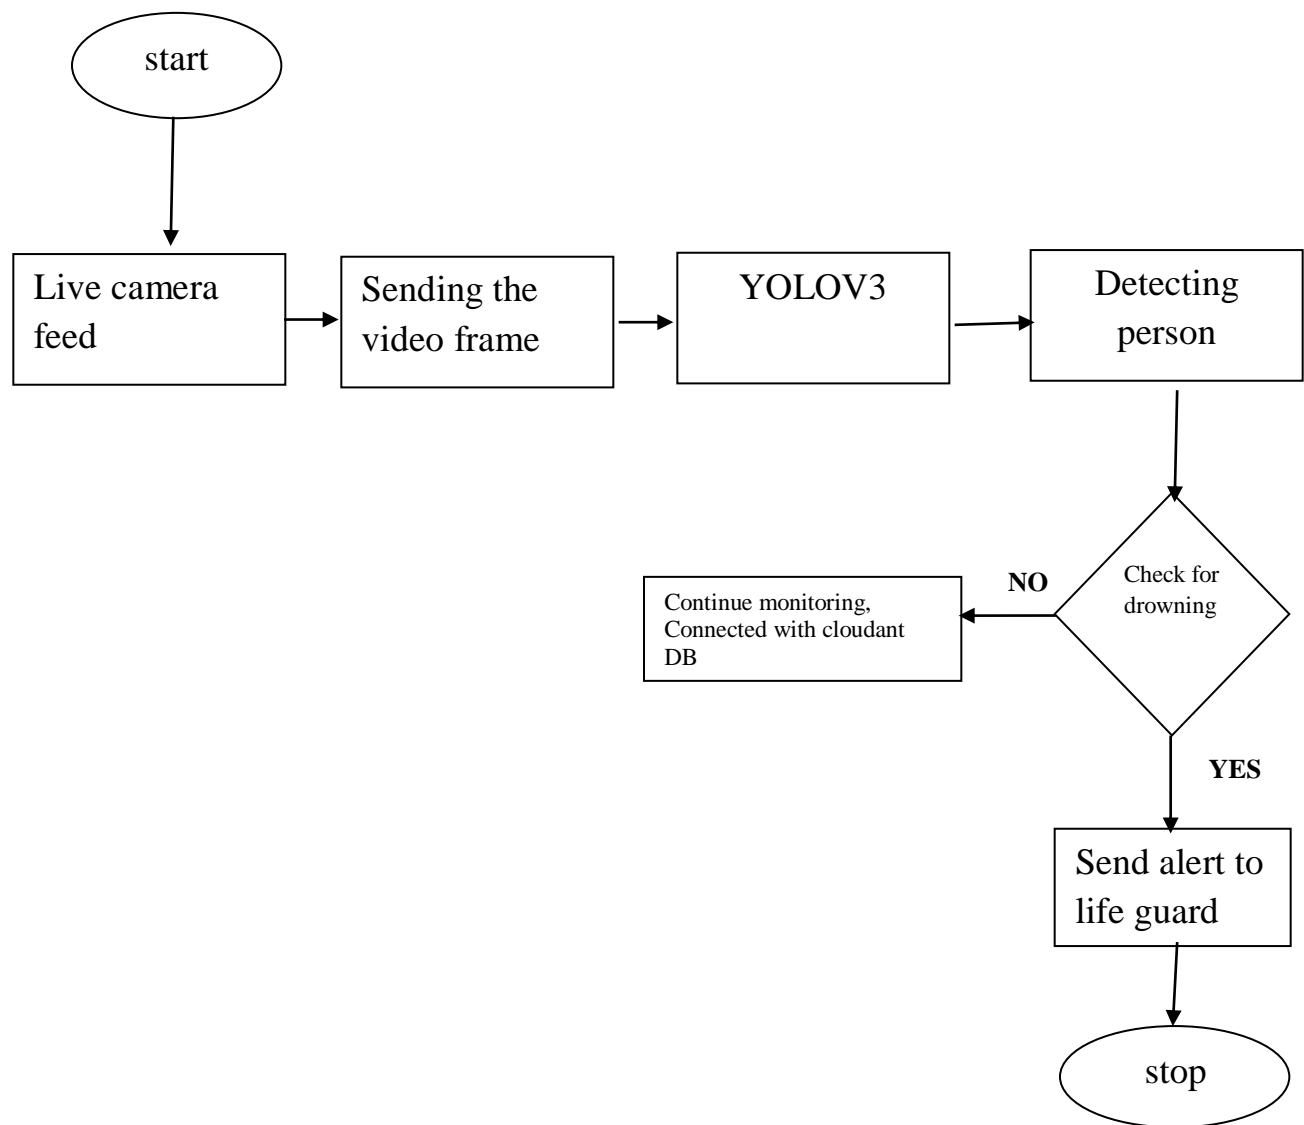 start
Live camera
feed
Sending the
video frame
YOLOV3
Detecting
person
Check for
drowning
NO
Continue monitoring,
Connected with cloudant
DB
YES
Send alert to
life guard
stop